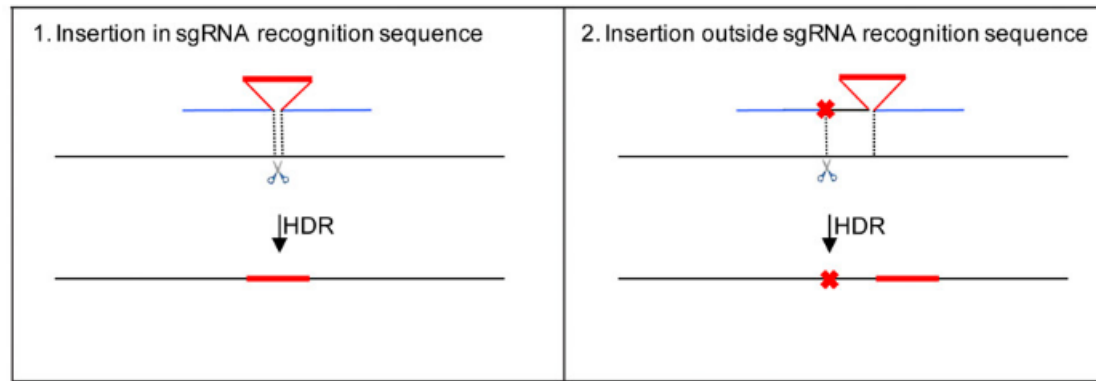 1. Insertion in sgRNA recognition sequence
HDR
2. Insertion outside sgRNA recognition sequence
HDR